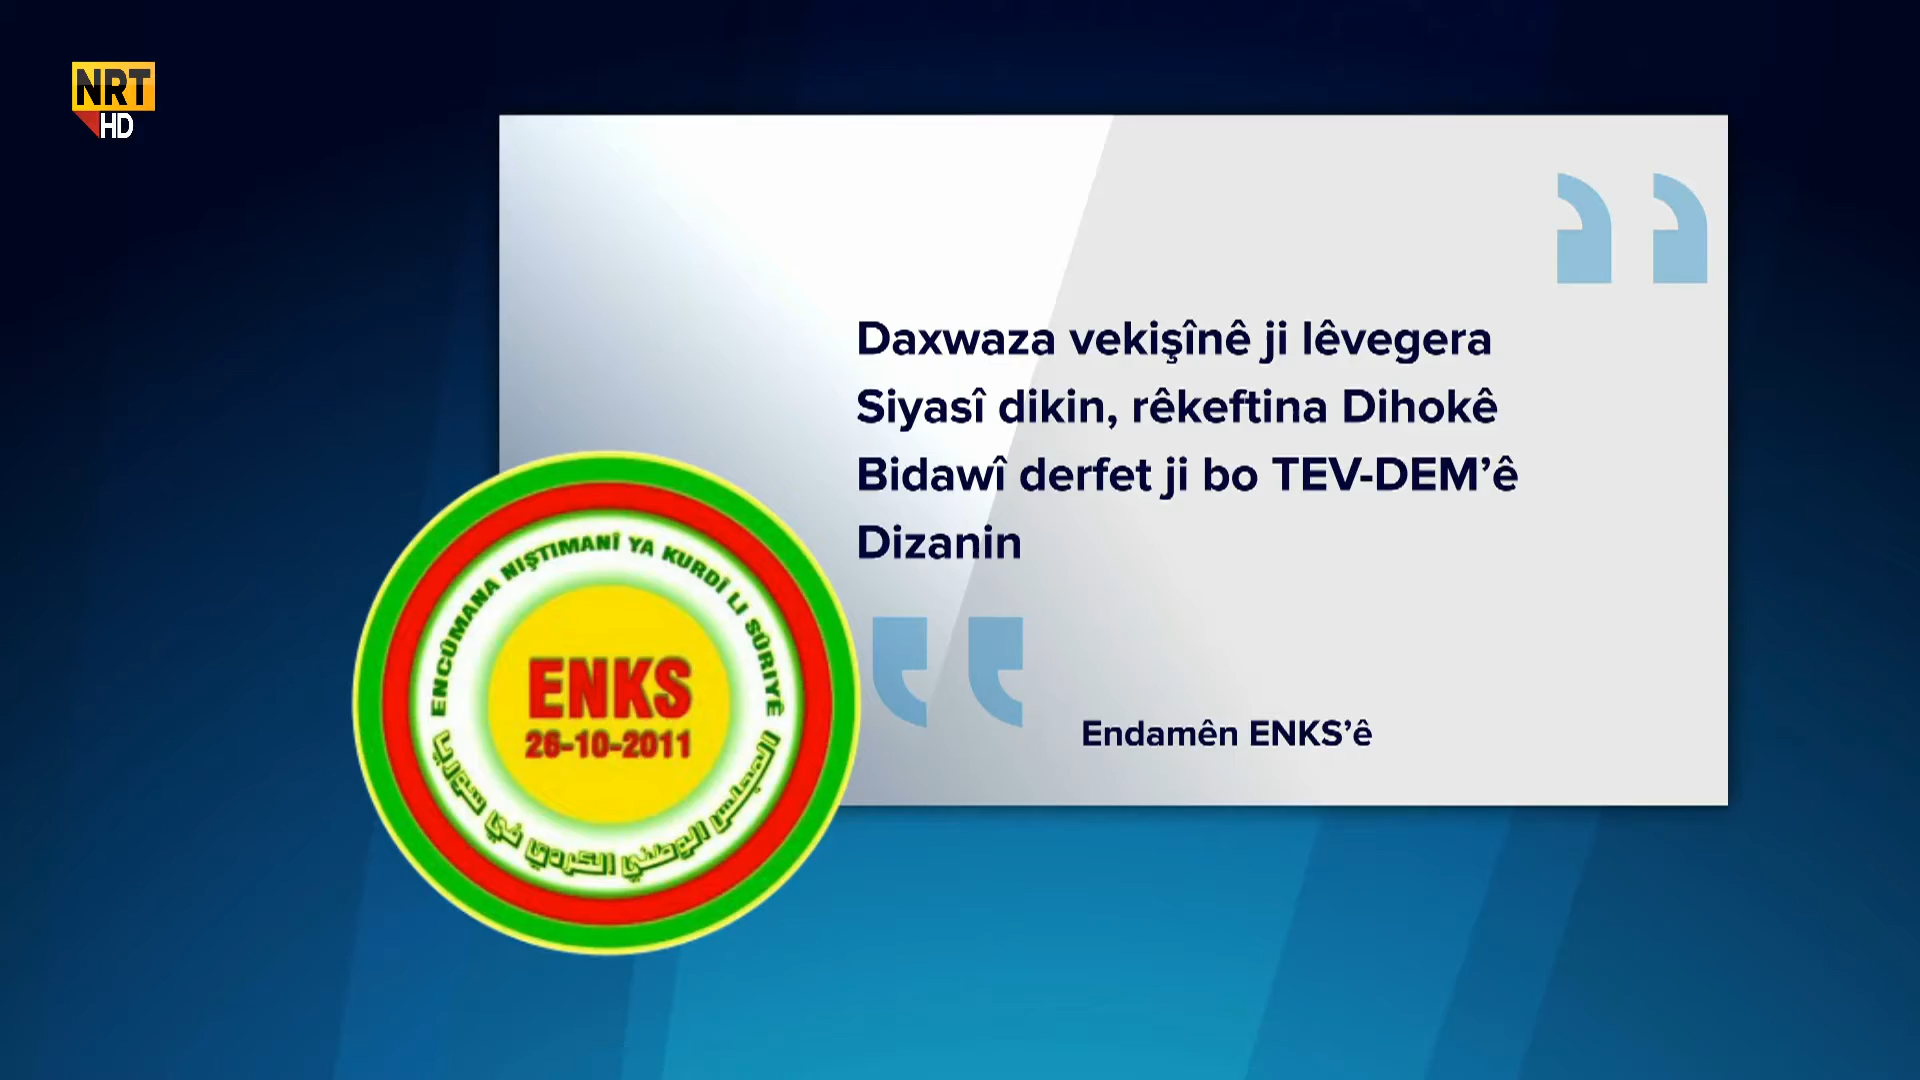 NRT
HD
Daxwaza vekişînê ji lêvegera
Siyasî dikin, rêkeftina Dihokê
Bidawî derfet ji bo TEV-DEM’ê
Dizanin
Endamên ENKS’ê
ENCÛMANA NIŞTIMANÎ YA KURDÎ LI SÛRIYÊ
ENKS
26-10-2011
المجلس الوطني الكردي في سوريا